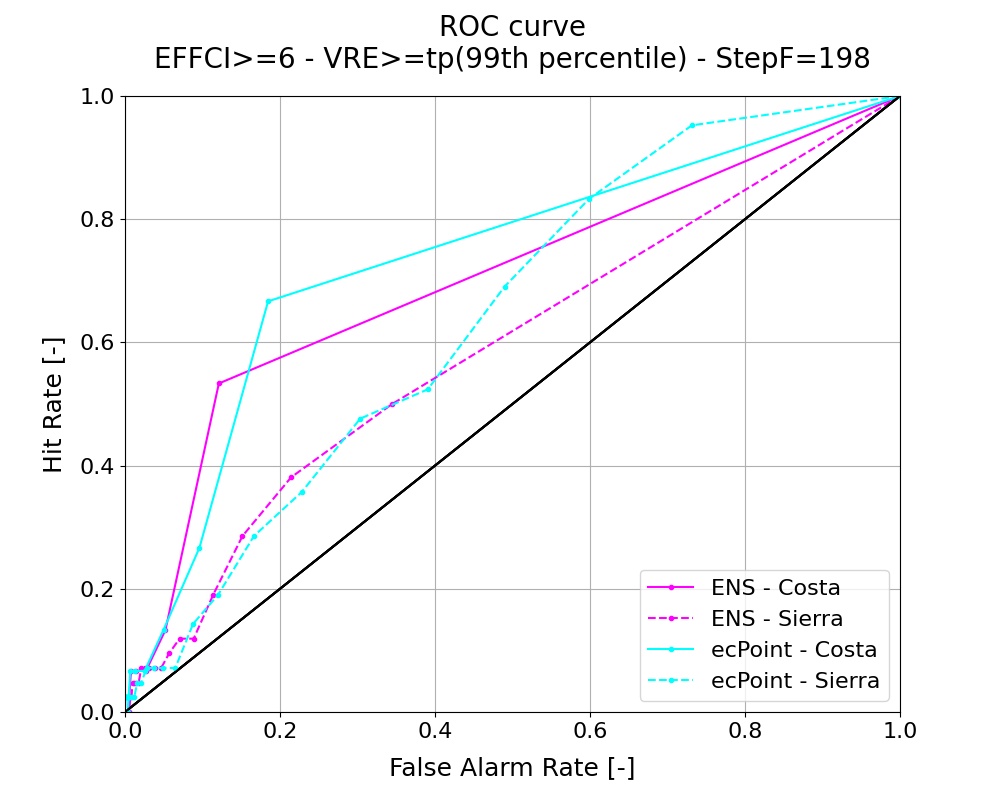 ROC curve
EFFCI>=6 - VRE>=tp(99th percentile) - StepF=198
1.0
0.8
0.6
0.4
0.2
0.0
Hit Rate [-]
0.0 0.2 0.4 0.6 0.8 1.0
False Alarm Rate [-]
ENS - Costa
ENS - Sierra
ecPoint - Costa
ecPoint - Sierra